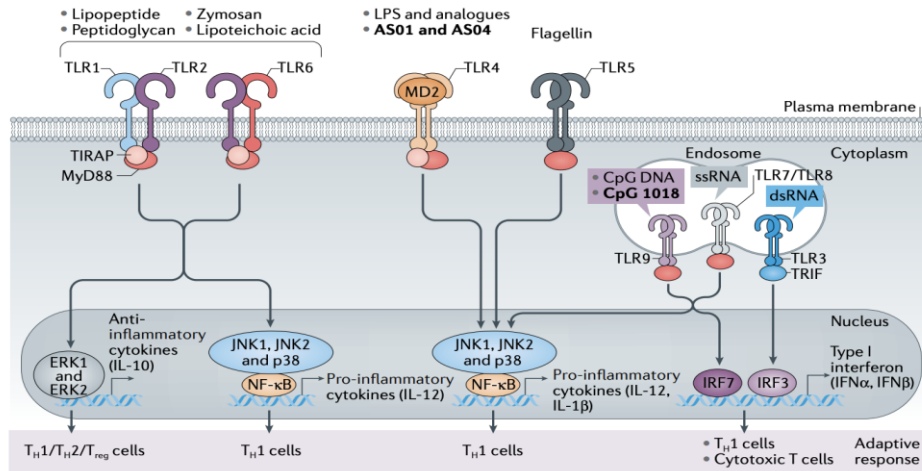 • Lipopeptide
• Peptidoglycan
• Zymosan
• Lipoteichoic acid
TLR1
TLR2
TLR6
• LPS and analogues
• AS01 and AS04
MD2
TLR4
Flagellin
TLR5
Plasma membrane
TIRAP
MyD88
Endosome
Cytoplasm
• CpG DNA
• CpG 1018
ssRNA
TLR7/TLR8
dsRNA
TLR9
TLR3
TRIF
Nucleus
ERK1
and
ERK2
Anti-
inflammatory
cytokines
(IL-10)
JNK1, JNK2
and p38
NF-κB
Pro-inflammatory
cytokines (IL-12)
JNK1, JNK2
and p38
NF-κB
Pro-inflammatory
cytokines (IL-12,
IL-1β)
IRF7
IRF3
Type I
interferon
(IFNα, IFNβ)
TH1/TH2/Treg cells
TH1 cells
TH1 cells
• TH1 cells
• Cytotoxic T cells
Adaptive
response